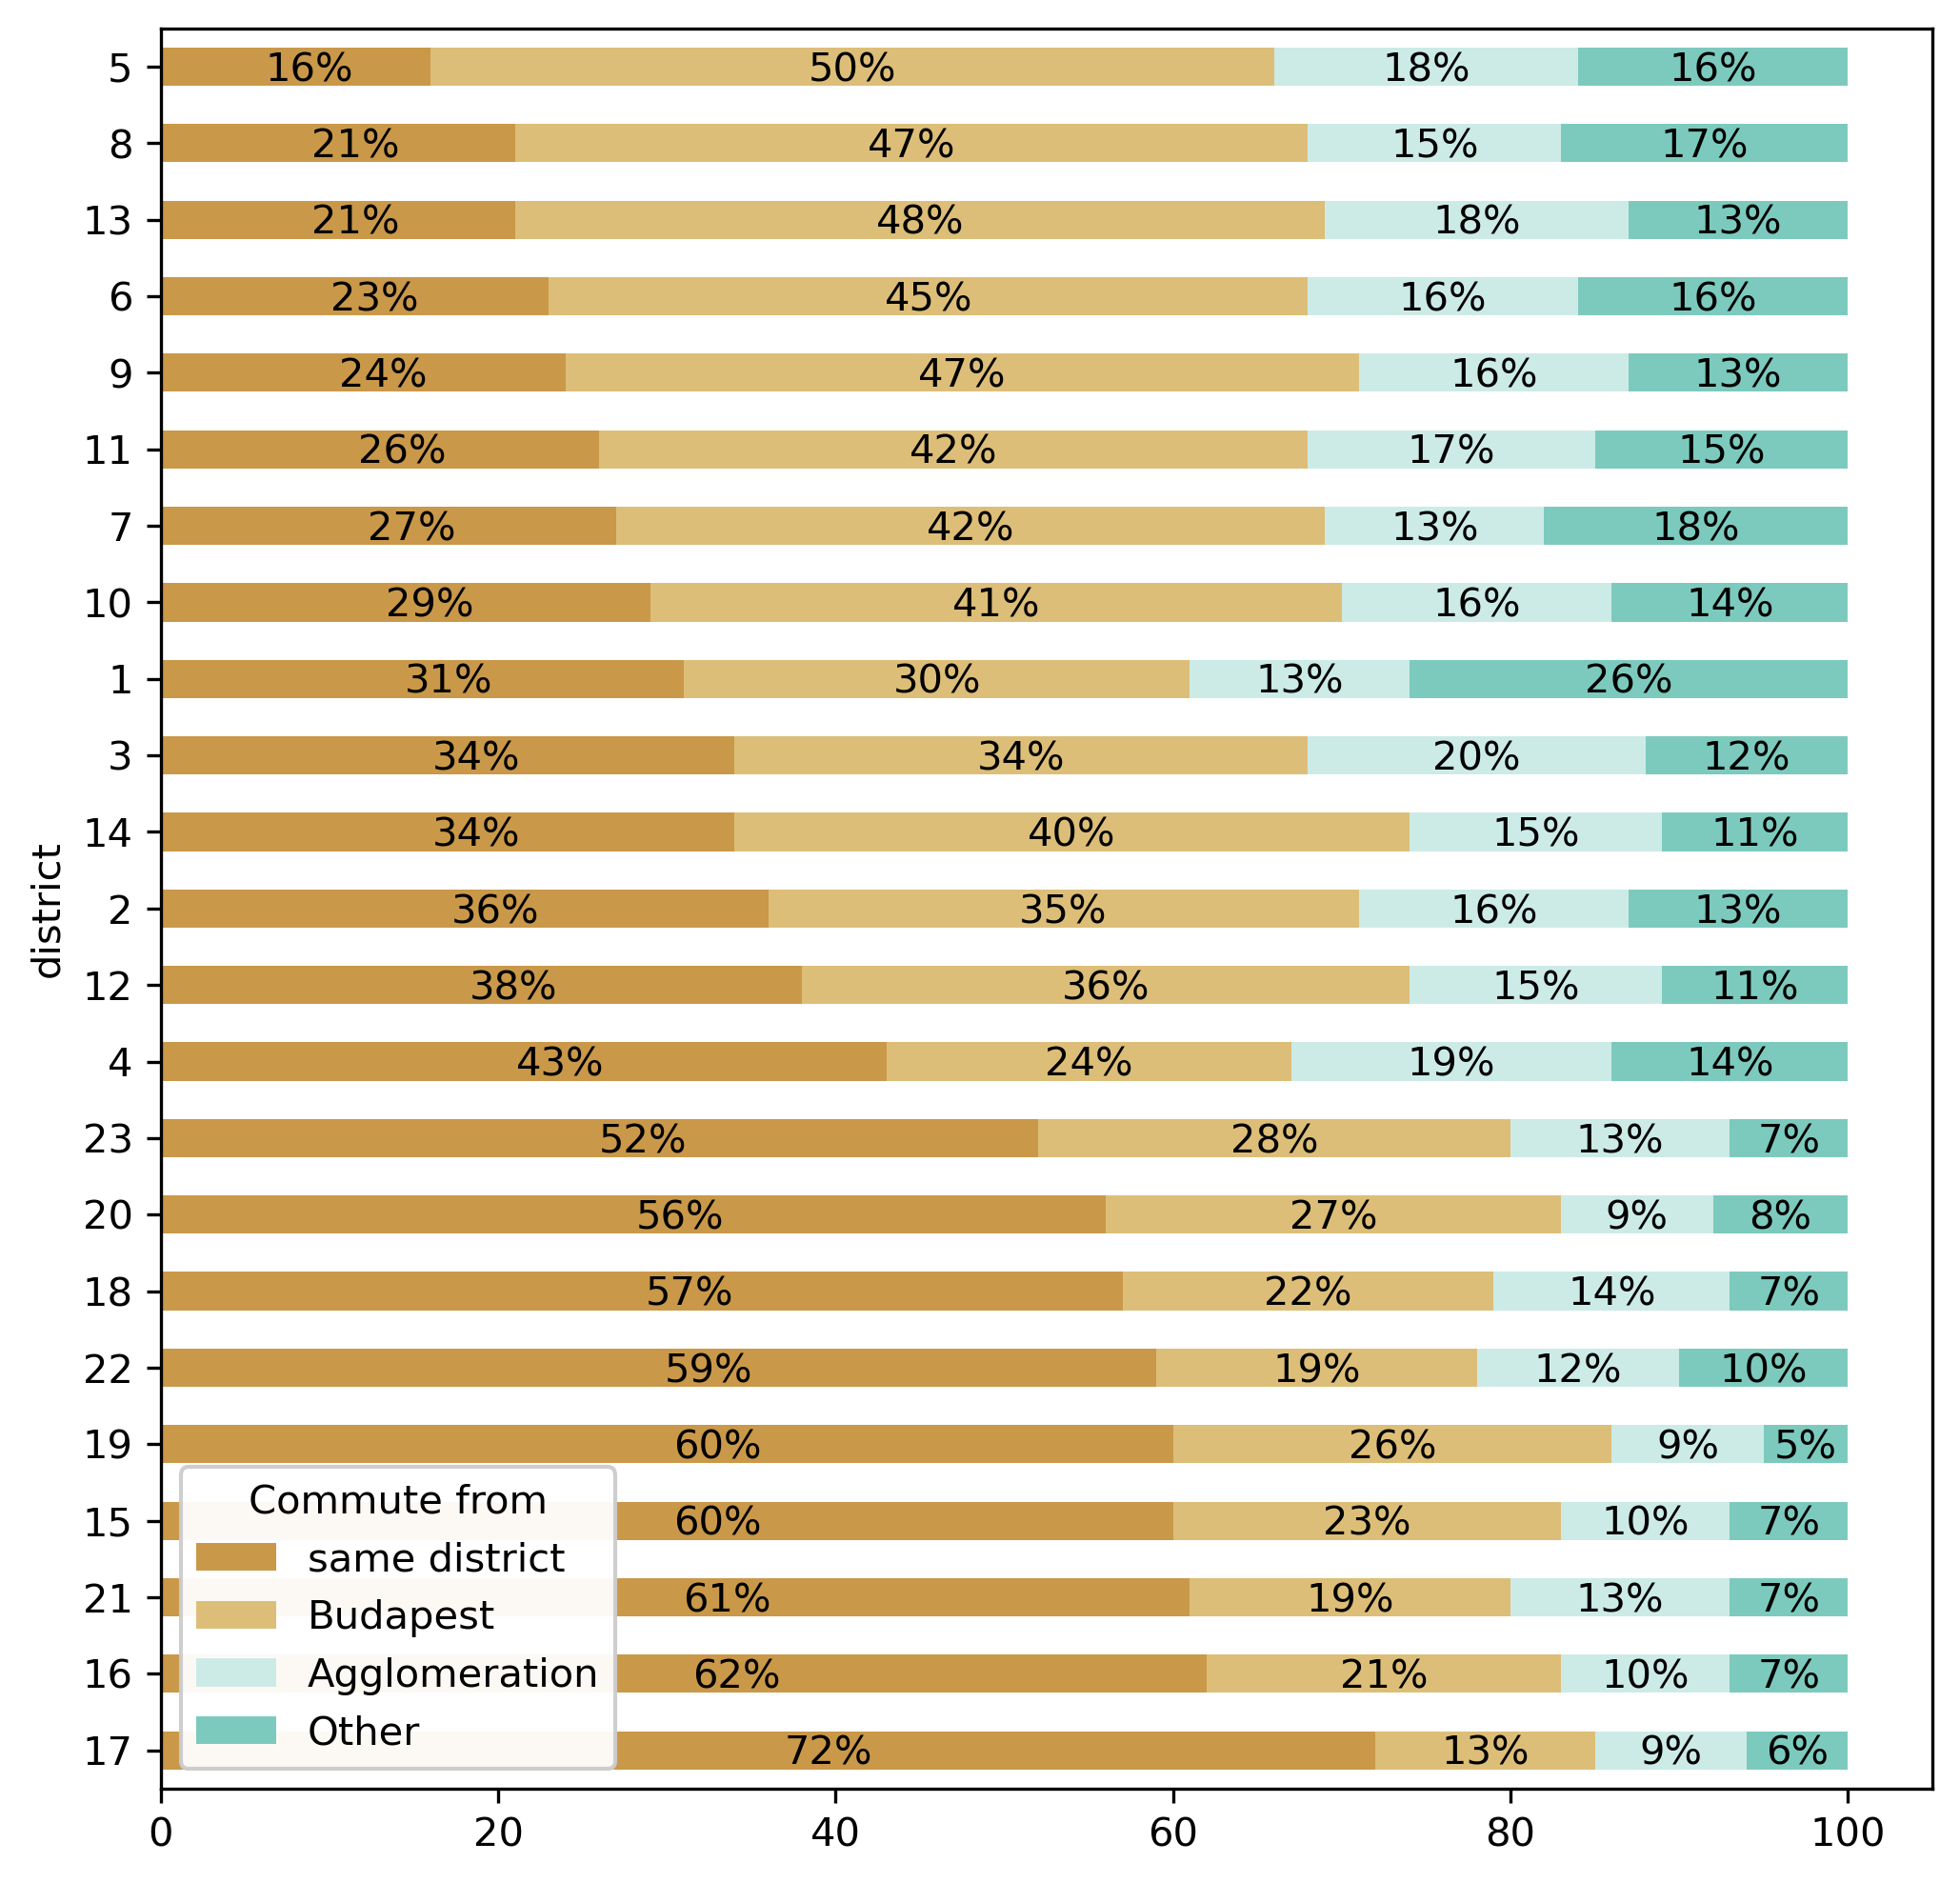 5 16% 50% 18% 16%
8 21% 47% 15% 17%
13 21% 48% 18% 13%
6 23% 45% 16% 16%
9 24% 47% 16% 13%
11 26% 42% 17% 15%
7 27% 42% 13% 18%
10 29% 41% 16% 14%
1 31% 30% 13% 26%
3 34% 34% 20% 12%
14 34% 40% 15% 11%
district
2 36% 35% 16% 13%
12 38% 36% 15% 11%
4 43% 24% 19% 14%
23 52% 28% 13% 7%
20 56% 27% 9% 8%
18 57% 22% 14% 7%
22 59% 19% 12% 10%
19 60% 26% 9% 5%
15 60% 23% 10% 7%
21 61% 19% 13% 7%
16 62% 21% 10% 7%
17 72% 13% 9% 6%
Commute from
same district
Budapest
Agglomeration
Other
0 20 40 60 80 100